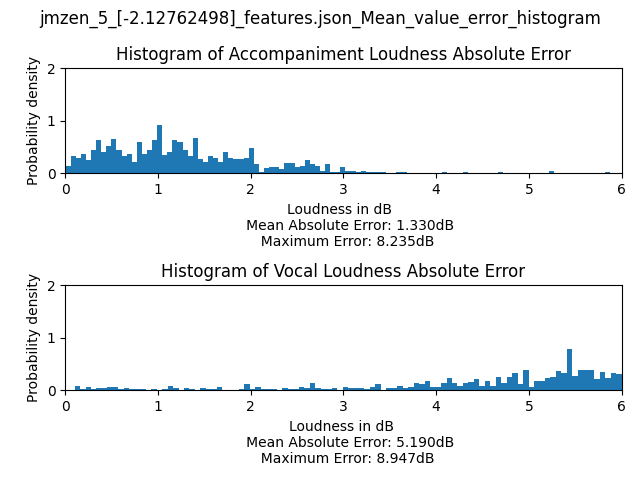 jmzen_5_[-2.12762498]_features.json_Mean_value_error_histogram
Histogram of Accompaniment Loudness Absolute Error
Probability density
2
1
0
0 1 2 3 4 5 6
Loudness in dB
Mean Absolute Error: 1.330dB
Maximum Error: 8.235dB
Histogram of Vocal Loudness Absolute Error
Probability density
2
1
0
0 1 2 3 4 5 6
Loudness in dB
Mean Absolute Error: 5.190dB
Maximum Error: 8.947dB